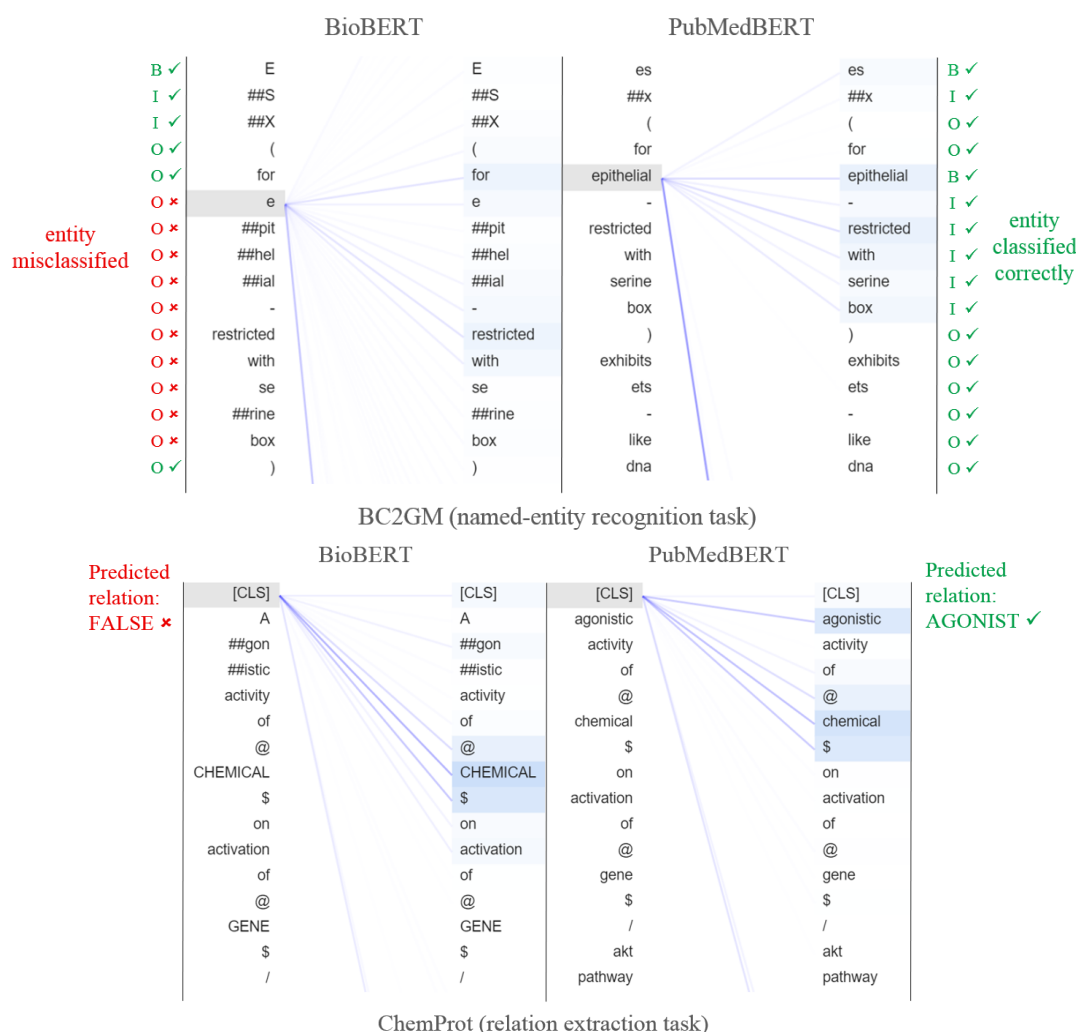 BioBERT PubMedBERT
B ✓ E E es es B ✓
I ✓ ##S ##S ##x ##x I ✓
I ✓ ##X ##X ( ( O ✓
O ✓ ( ( for for O ✓
O ✓ for for epithelial epithelial B ✓
O × e e - - I ✓
O × ##pit ##pit restricted restricted I ✓
O × ##hel ##hel with with I ✓
O × ##ial ##ial serine serine I ✓
O × - - box box I ✓
O × restricted restricted ) ) O ✓
O × with with exhibits exhibits O ✓
O × se se ets ets O ✓
O × ##rine ##rine - - O ✓
O × box box like like O ✓
O ✓ ) ) dna dna O ✓
entity
misclassified
entity
classified
correctly
BC2GM (named-entity recognition task)
BioBERT PubMedBERT
Predicted
relation:
FALSE ×
Predicted
relation:
AGONIST ✓
[CLS] [CLS] [CLS] [CLS]
A A agonistic agonistic
##gon ##gon activity activity
##istic ##istic of of
activity activity @ @
of of chemical chemical
@ @ $ $
CHEMICAL CHEMICAL on on
$ $ activation activation
on on of of
activation activation @ @
of of gene gene
@ @ $ $
GENE GENE / /
$ $ akt akt
/ / pathway pathway
ChemProt (relation extraction task)